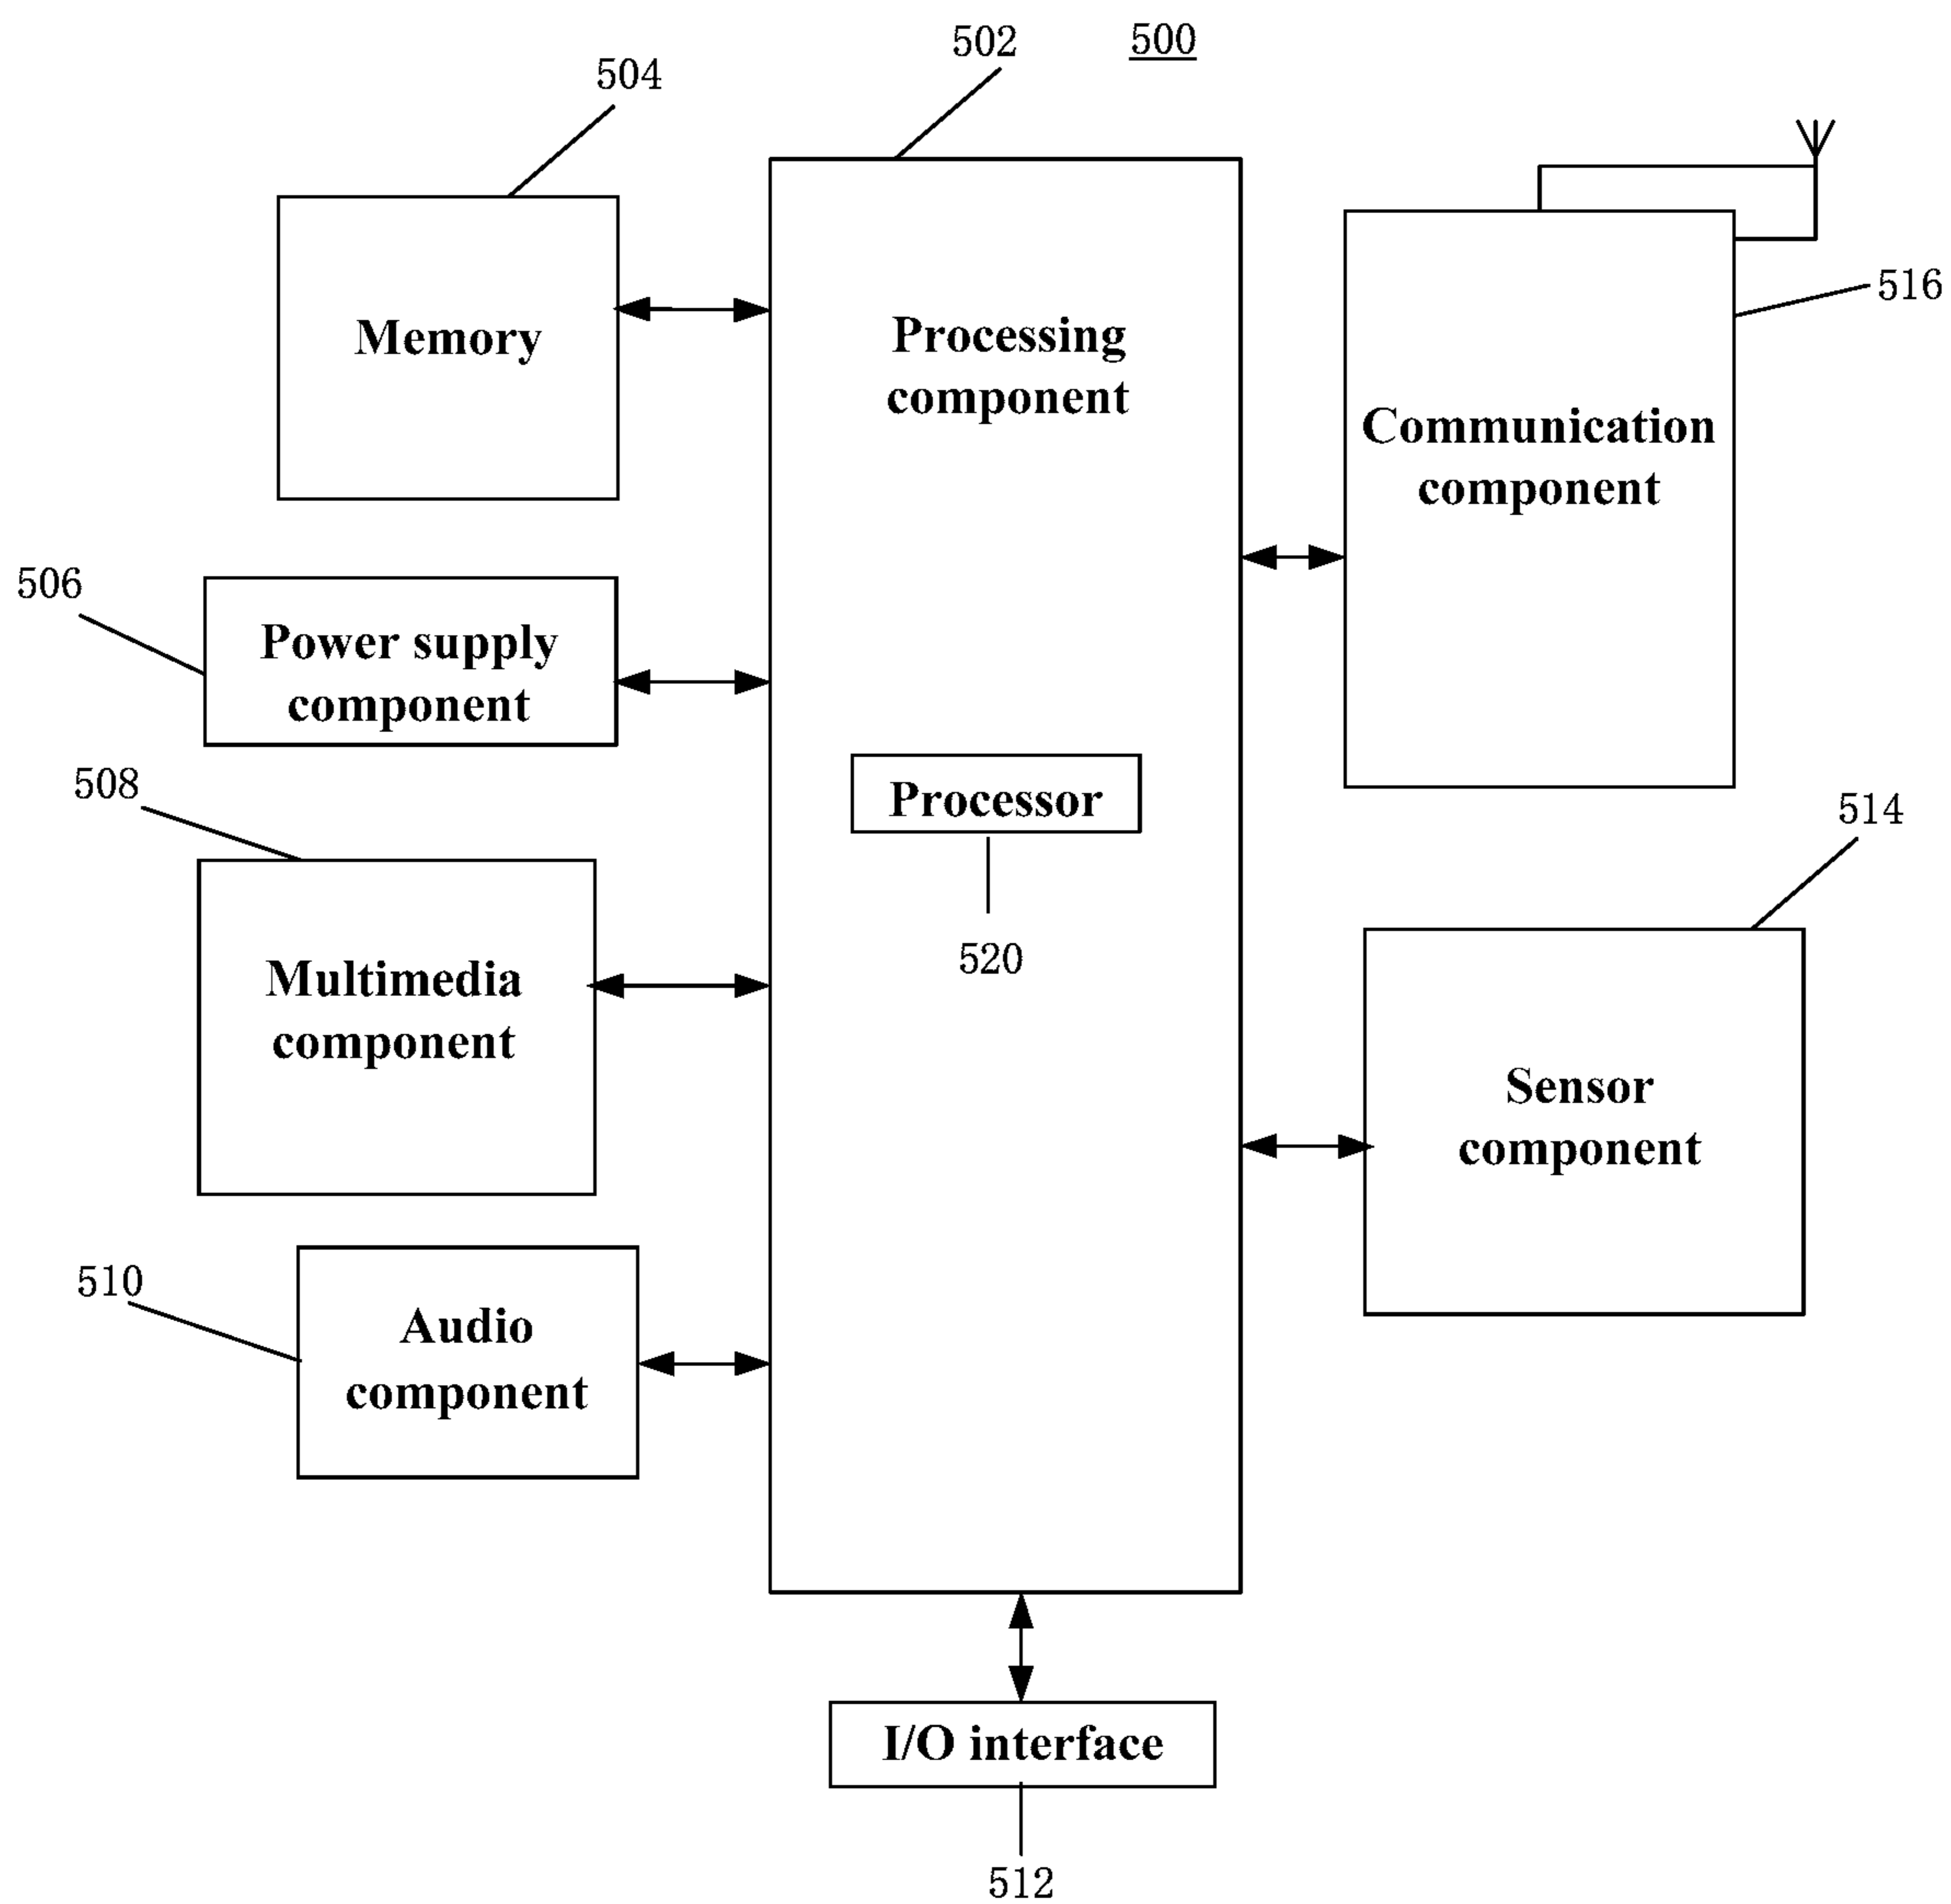 502
500
504
516
Memory
Processing
component
Communication
component
506
Power supply
component
508
Processor
514
520
Multimedia
component
Sensor
component
510
Audio
component
I/O interface
512